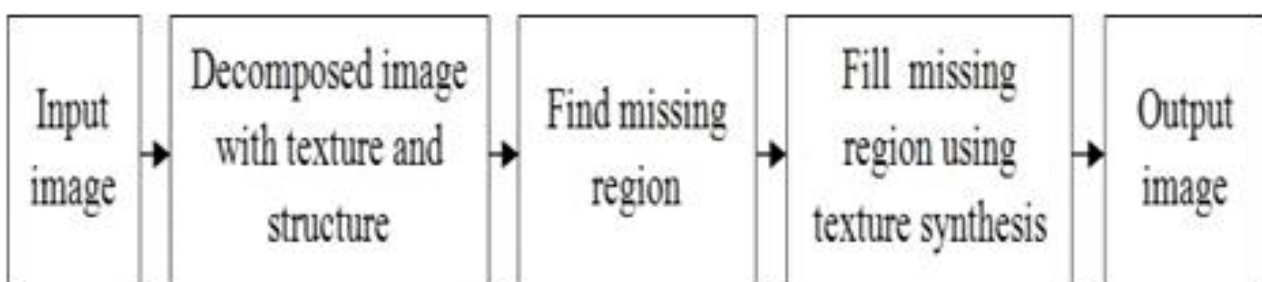 Input
image
Decomposed image
with texture and
structure
Find missing
region
Fill missing
region using
texture synthesis
Output
image